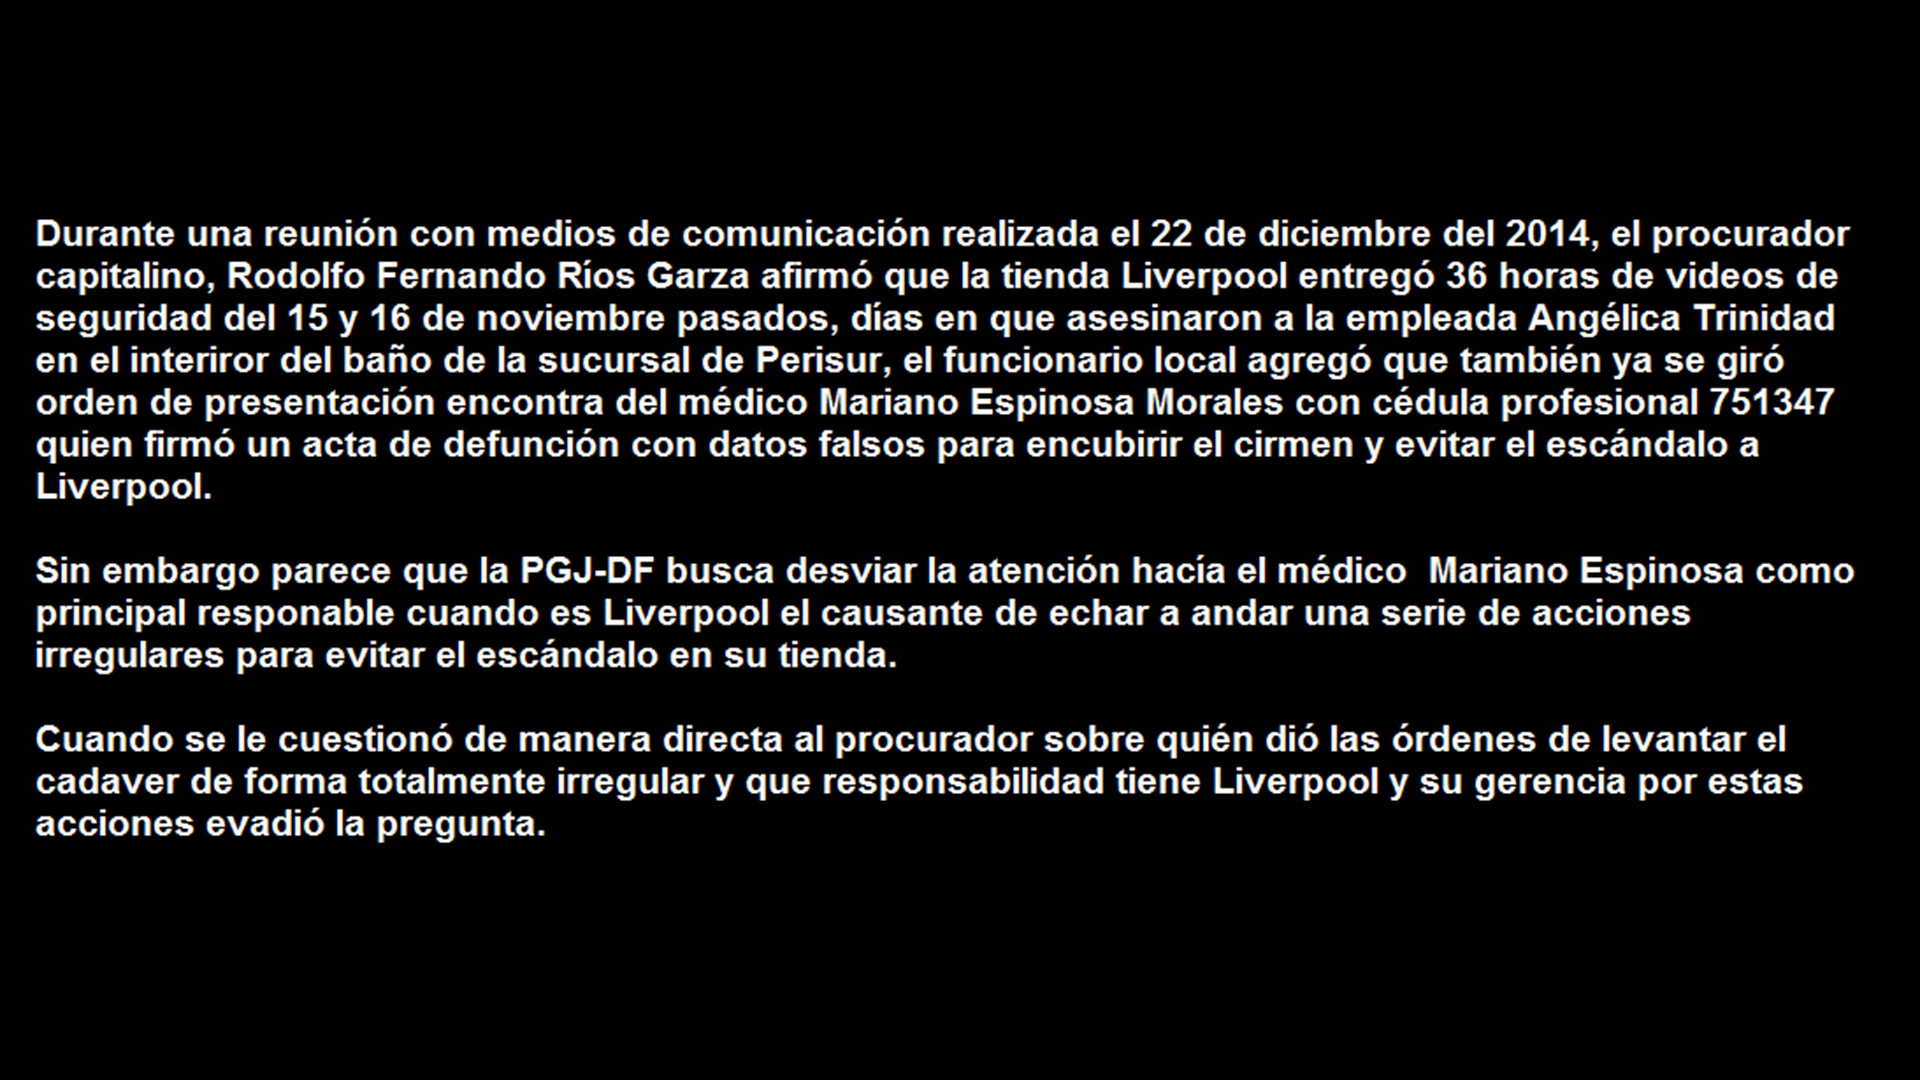 Durante una reunión con medios de comunicación realizada el 22 de diciembre del 2014, el procurador
capitalino, Rodolfo Fernando Ríos Garza afirmó que la tienda Liverpool entregó 36 horas de videos de
seguridad del 15 y 16 de noviembre pasados, días en que asesinaron a la empleada Angélica Trinidad
en el interiror del baño de la sucursal de Perisur, el funcionario local agregó que también ya se giró
orden de presentación encontra del médico Mariano Espinosa Morales con cédula profesional 751347
quien firmó un acta de defunción con datos falsos para encubirir el cirmen y evitar el escándalo a
Liverpool.
Sin embargo parece que la PGJ-DF busca desviar la atención hacía el médico  Mariano Espinosa como
principal responable cuando es Liverpool el causante de echar a andar una serie de acciones
irregulares para evitar el escándalo en su tienda.
Cuando se le cuestionó de manera directa al procurador sobre quién dió las órdenes de levantar el
cadaver de forma totalmente irregular y que responsabilidad tiene Liverpool y su gerencia por estas
acciones evadió la pregunta.